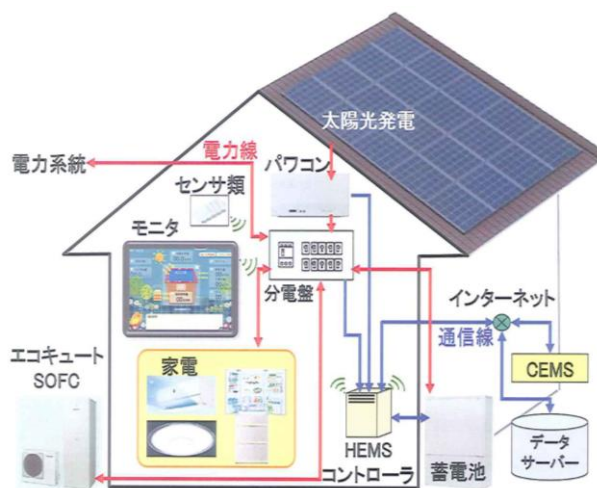 太陽光発電
電力線
パワコン
電力系統
センサ類
モニタ
分電盤
インターネット
通信線
エコキュート
SOFC
家電
CEMS
HEMS
コントローラ
蓄電池
データ
サーバー